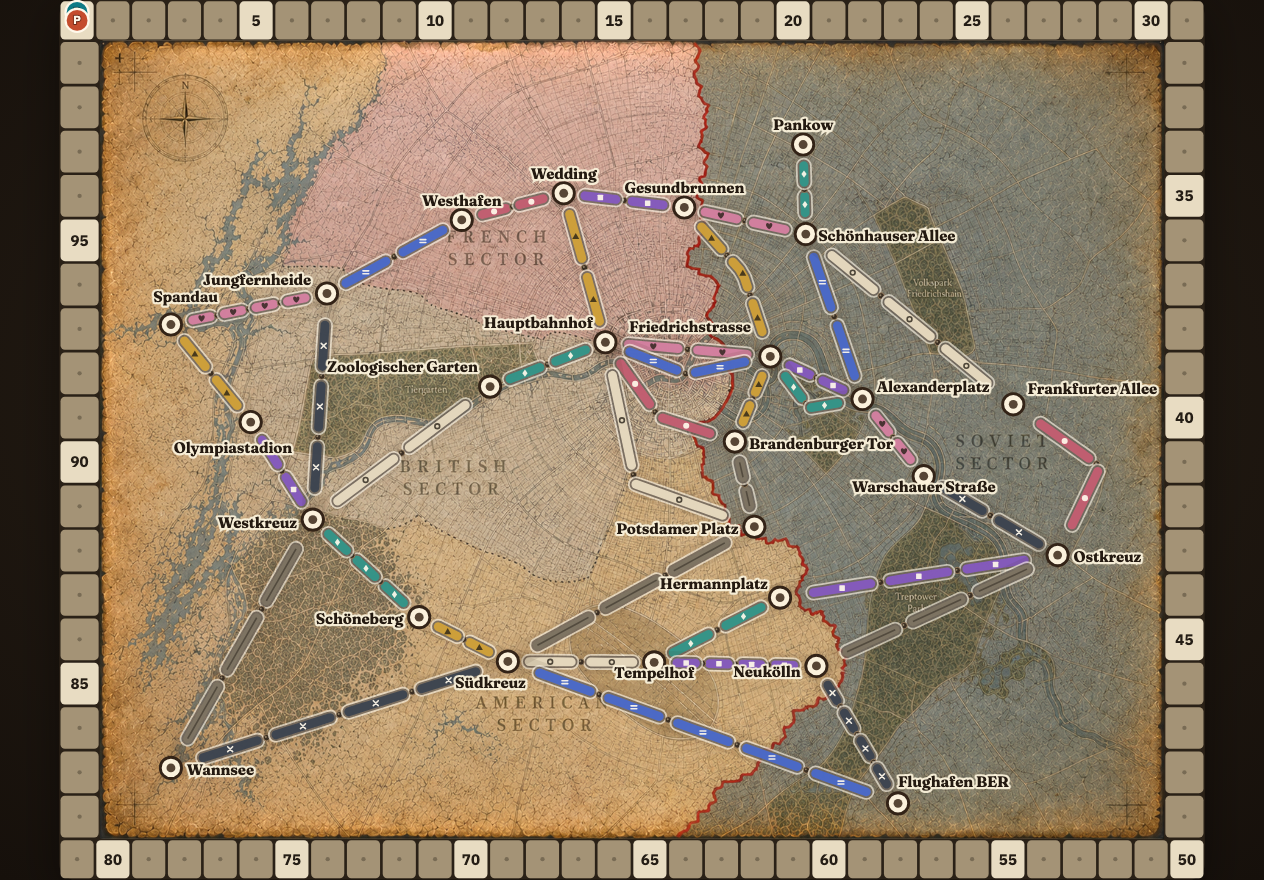 P
5
10
15
20
25
30
N
Pankow
Wedding
Gesundbrunnen
Westhafen
35
FRENCH
SECTOR
Schönhauser Allee
95
Jungfernheide
Spandau
Volkspark
Friedrichshain
Hauptbahnhof
Friedrichstrasse
Zoologischer Garten
Tiergarten
Alexanderplatz
Frankfurter Allee
40
Olympiastadion
Brandenburger Tor
SOVIET
SECTOR
90
BRITISH
SECTOR
Warschauer Straße
Westkreuz
Potsdamer Platz
Ostkreuz
Hermannplatz
Treptower
Park
Schöneberg
45
Tempelhof
Neukölln
Südkreuz
85
AMERICAN
SECTOR
Wannsee
Flughafen BER
80
75
70
65
60
55
50